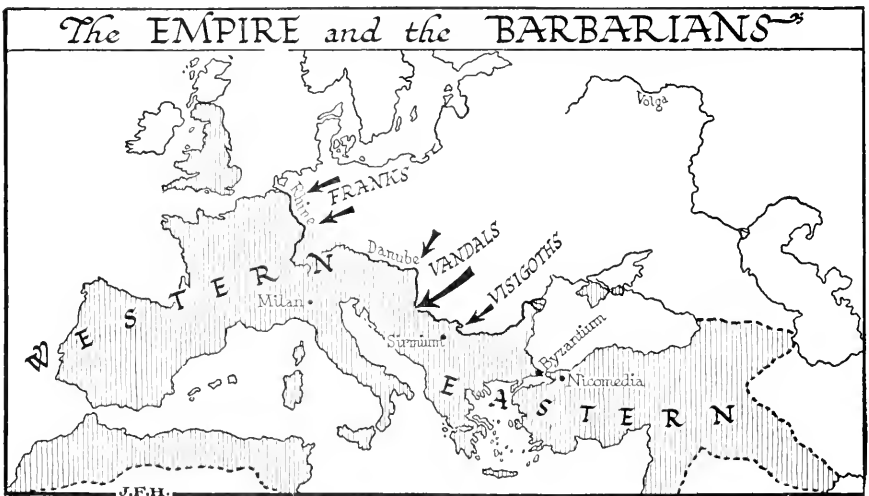 The EMPIRE and the BARBARIANS
Volga
Rhine
FRANKS
Danube
VANDALS
VISIGOTHS
WESTERN
Milan
Sirmium
Byzantium
Nicomedia
EASTERN
J.F.H.